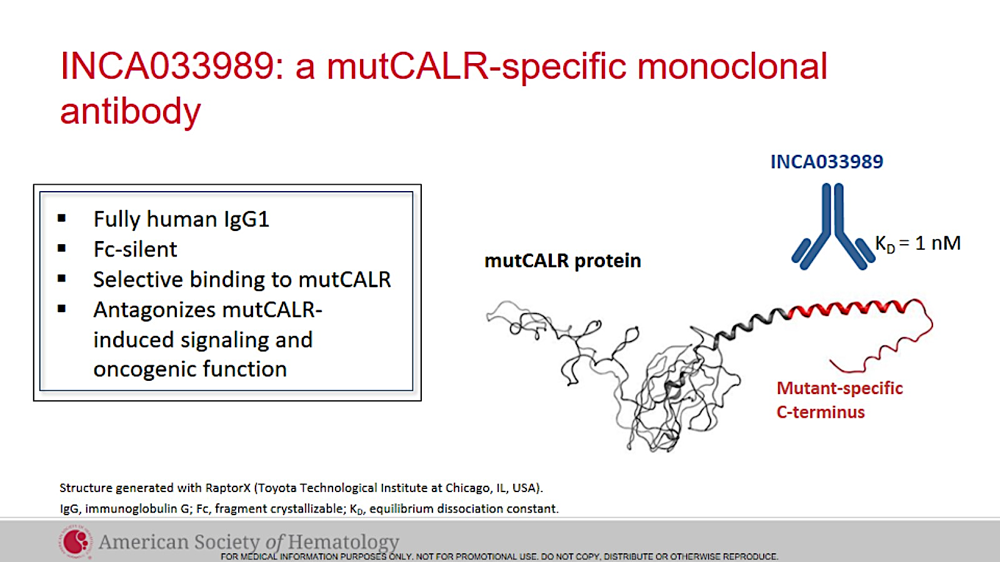 INCA033989: a mutCALR-specific monoclonal
antibody
▪ Fully human IgG1
▪ Fc-silent
▪ Selective binding to mutCALR
▪ Antagonizes mutCALR-
induced signaling and
oncogenic function
INCA033989
K_D = 1 nM
mutCALR protein
Mutant-specific
C-terminus
Structure generated with RaptorX (Toyota Technological Institute at Chicago, IL, USA).
IgG, immunoglobulin G; Fc, fragment crystallizable; K_D, equilibrium dissociation constant.
American Society of Hematology
FOR MEDICAL INFORMATION PURPOSES ONLY. NOT FOR PROMOTIONAL USE. DO NOT COPY, DISTRIBUTE OR OTHERWISE REPRODUCE.